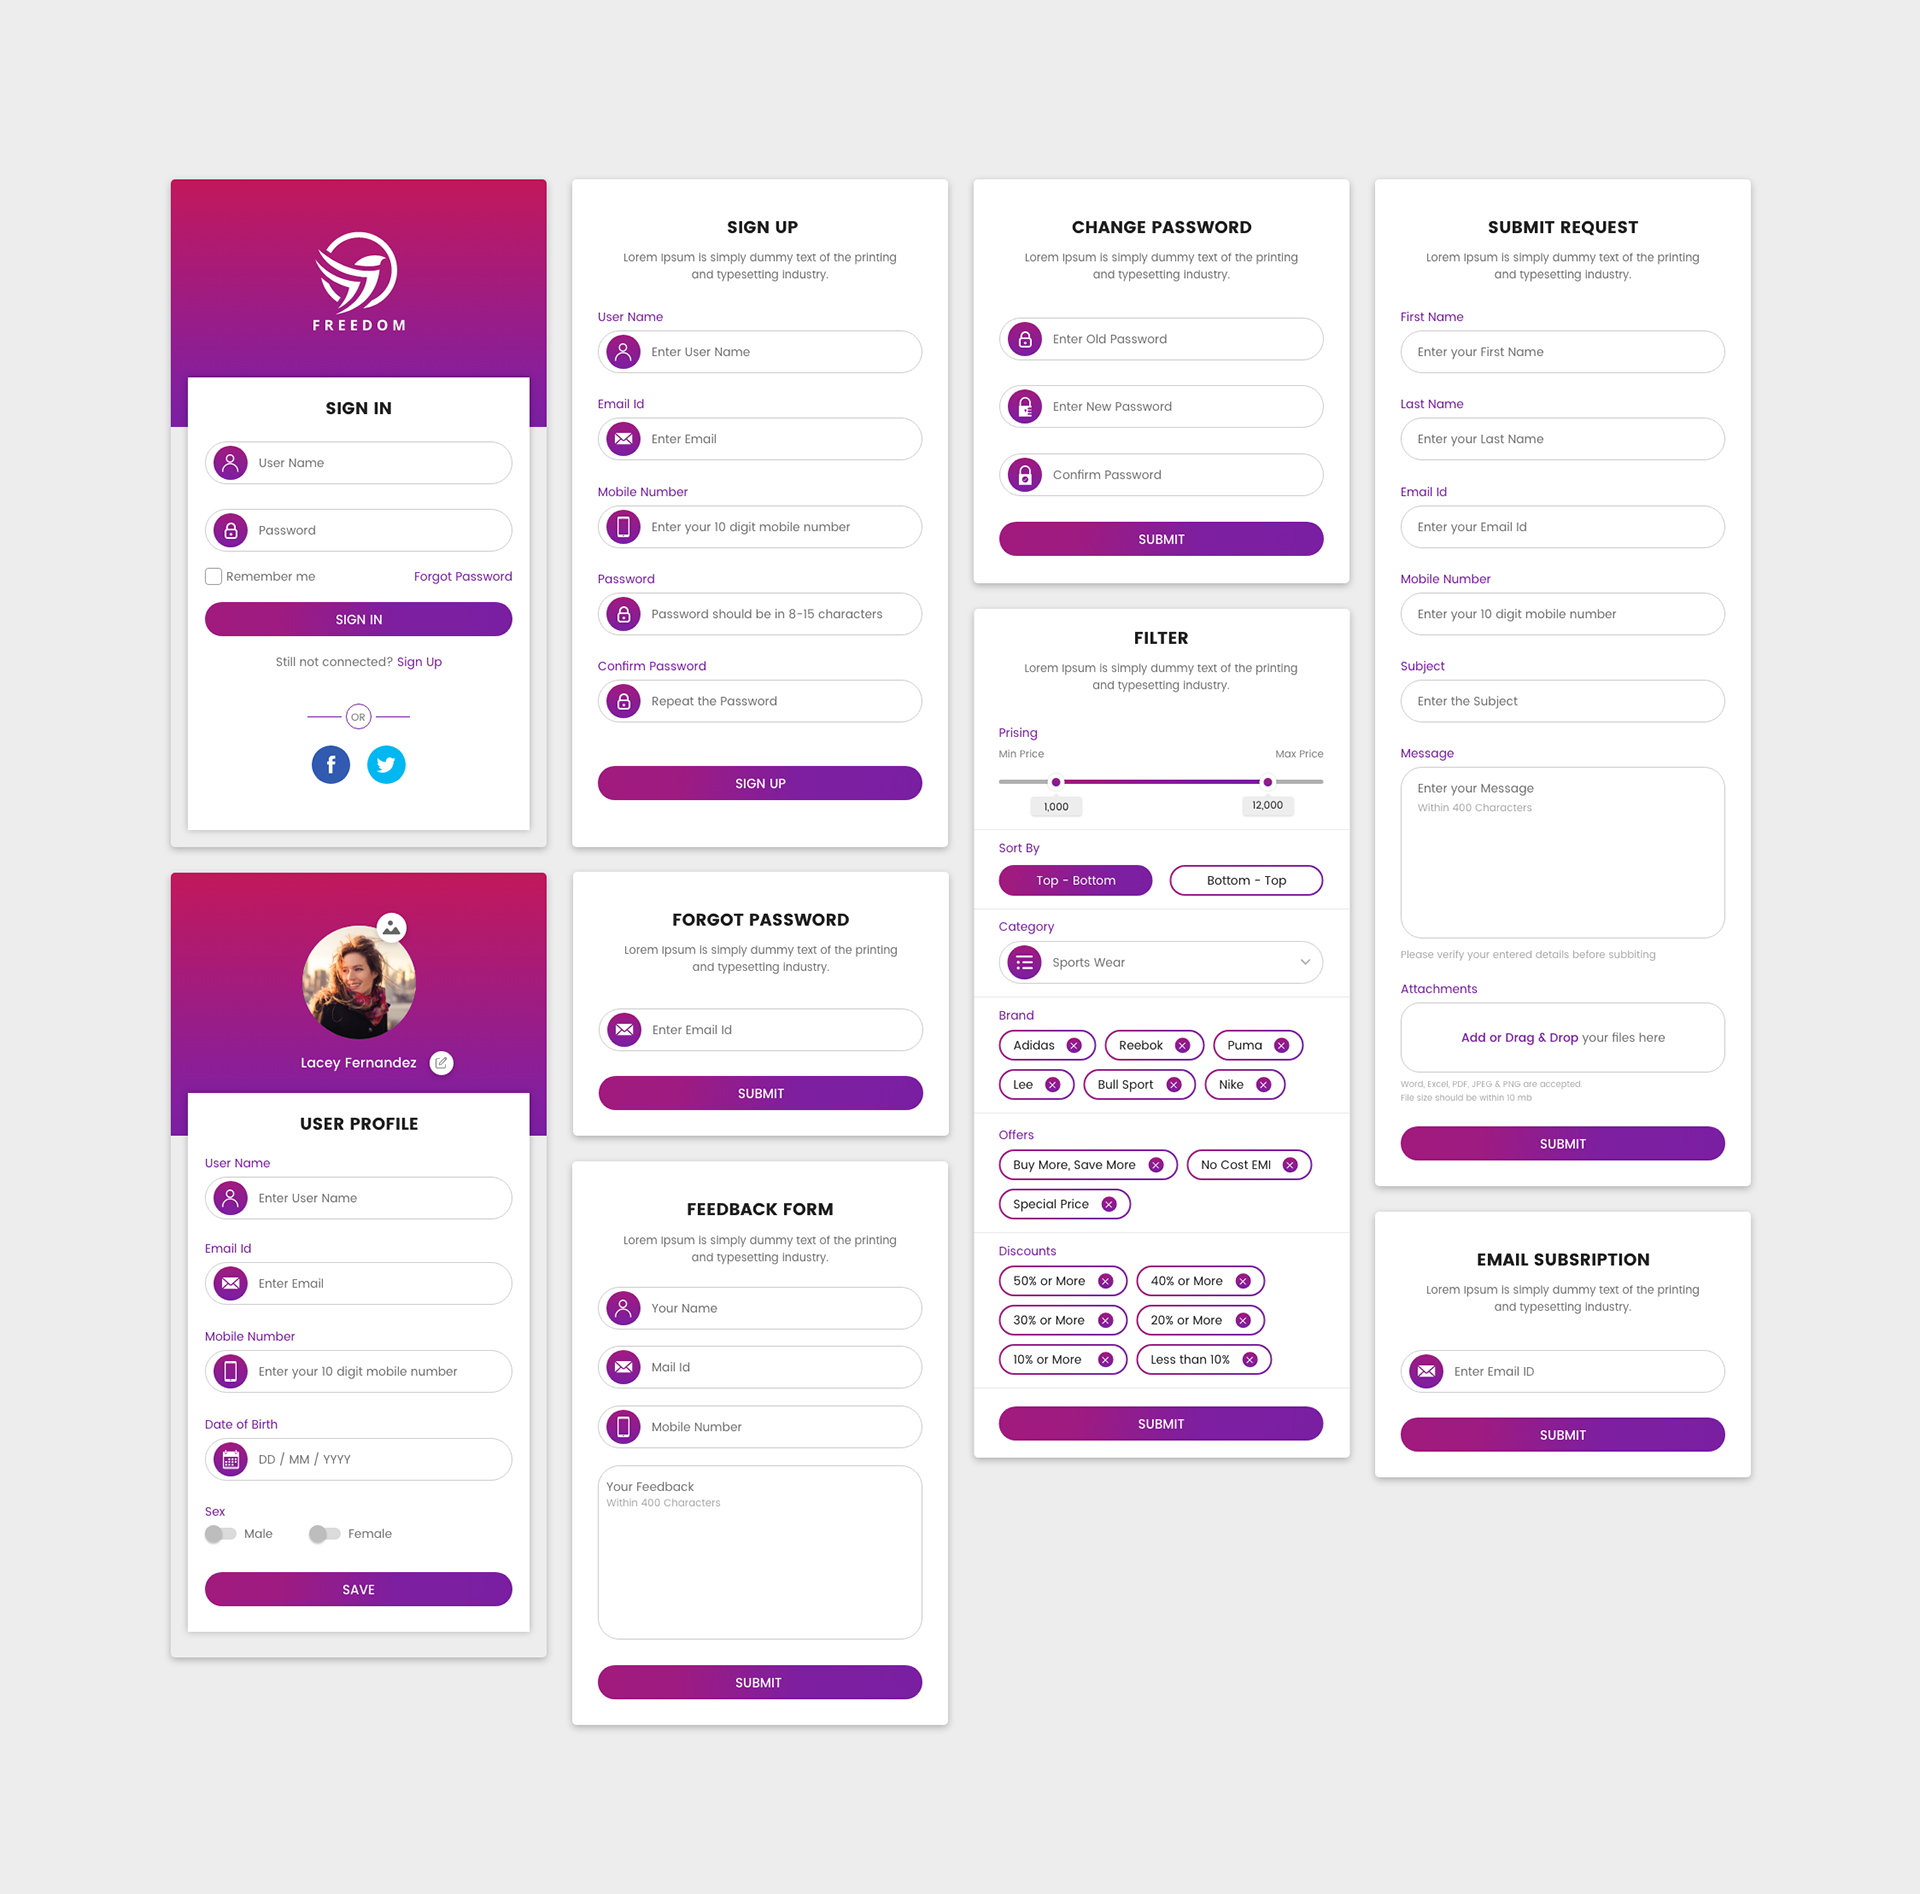 FREEDOM
SIGN IN
User Name
Password
Remember me
Forgot Password
SIGN IN
Still not connected? Sign Up
OR
Lacey Fernandez
USER PROFILE
User Name
Enter User Name
Email Id
Enter Email
Mobile Number
Enter your 10 digit mobile number
Date of Birth
DD / MM / YYYY
Sex
Male
Female
SAVE
SIGN UP
Lorem Ipsum is simply dummy text of the printing
and typesetting industry.
User Name
Enter User Name
Email Id
Enter Email
Mobile Number
Enter your 10 digit mobile number
Password
Password should be in 8-15 characters
Confirm Password
Repeat the Password
SIGN UP
FORGOT PASSWORD
Lorem Ipsum is simply dummy text of the printing
and typesetting industry.
Enter Email Id
SUBMIT
FEEDBACK FORM
Lorem Ipsum is simply dummy text of the printing
and typesetting industry.
Your Name
Mail Id
Mobile Number
Your Feedback
Within 400 Characters
SUBMIT
CHANGE PASSWORD
Lorem Ipsum is simply dummy text of the printing
and typesetting industry.
Enter Old Password
Enter New Password
Confirm Password
SUBMIT
FILTER
Lorem Ipsum is simply dummy text of the printing
and typesetting industry.
Prising
Min Price
Max Price
1,000
12,000
Sort By
Top - Bottom
Bottom - Top
Category
Sports Wear
Brand
Adidas
Reebok
Puma
Lee
Bull Sport
Nike
Offers
Buy More, Save More
No Cost EMI
Special Price
Discounts
50% or More
40% or More
30% or More
20% or More
10% or More
Less than 10%
SUBMIT
SUBMIT REQUEST
Lorem Ipsum is simply dummy text of the printing
and typesetting industry.
First Name
Enter your First Name
Last Name
Enter your Last Name
Email Id
Enter your Email Id
Mobile Number
Enter your 10 digit mobile number
Subject
Enter the Subject
Message
Enter your Message
Within 400 Characters
Please verify your entered details before subbiting
Attachments
Add or Drag & Drop your files here
Word, Excel, PDF, JPEG & PNG are accepted.
File size should be within 10 mb
SUBMIT
EMAIL SUBSRIPTION
Lorem Ipsum is simply dummy text of the printing
and typesetting industry.
Enter Email ID
SUBMIT